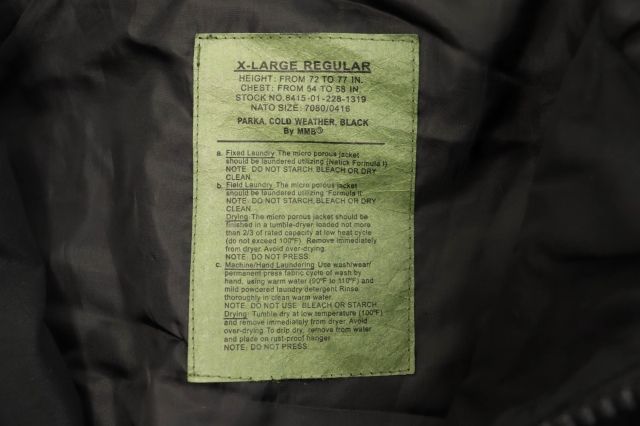 X-LARGE REGULAR
HEIGHT: FROM 72 TO 77 IN.
CHEST: FROM 54 TO 58 IN.
STOCK NO.8415-01-228-1319
NATO SIZE: 7080/0416
PARKA, COLD WEATHER, BLACK
By MMB®
a. Fixed Laundry The micro porous jacket
should be laundered utilizing (Natick Formula I)
NOTE: DO NOT STARCH, BLEACH OR DRY
CLEAN.
b. Field Laundry The micro porous jacket
should be laundered utilizing 'Formula II.
NOTE: DO NOT STARCH, BLEACH OR DRY
CLEAN
Drying: The micro porous jacket should be
finished in a tumble-dryer loaded not more
than 2/3 of rated capacity at low heat cycle
(do not exceed 100°F). Remove immediately
from dryer. Avoid over-drying.
NOTE: DO NOT PRESS.
c. Machine/Hand Laundering Use wash/wear/
permanent press fabric cycle of wash by
hand, using warm water (90°F to 110°F) and
mild powdered laundry detergent Rinse
thoroughly in clean warm water.
NOTE: DO NOT USE BLEACH OR STARCH.
Drying: Tumble dry at low temperature (100°F)
and remove immediately from dryer. Avoid
over-drying. To drip dry, remove from water
and place on rust-proof hanger
NOTE: DO NOT PRESS